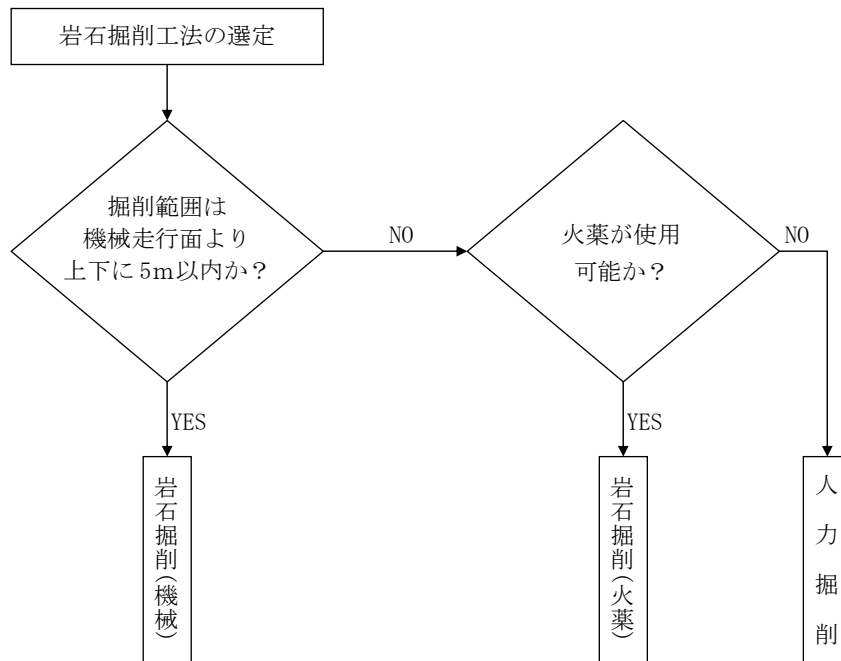 岩石掘削工法の選定
掘削範囲は
機械走行面より
上下に5m以内か？
NO
火薬が使用
可能か？
NO
YES
YES
岩石掘削(機械)
岩石掘削(火薬)
人力掘削